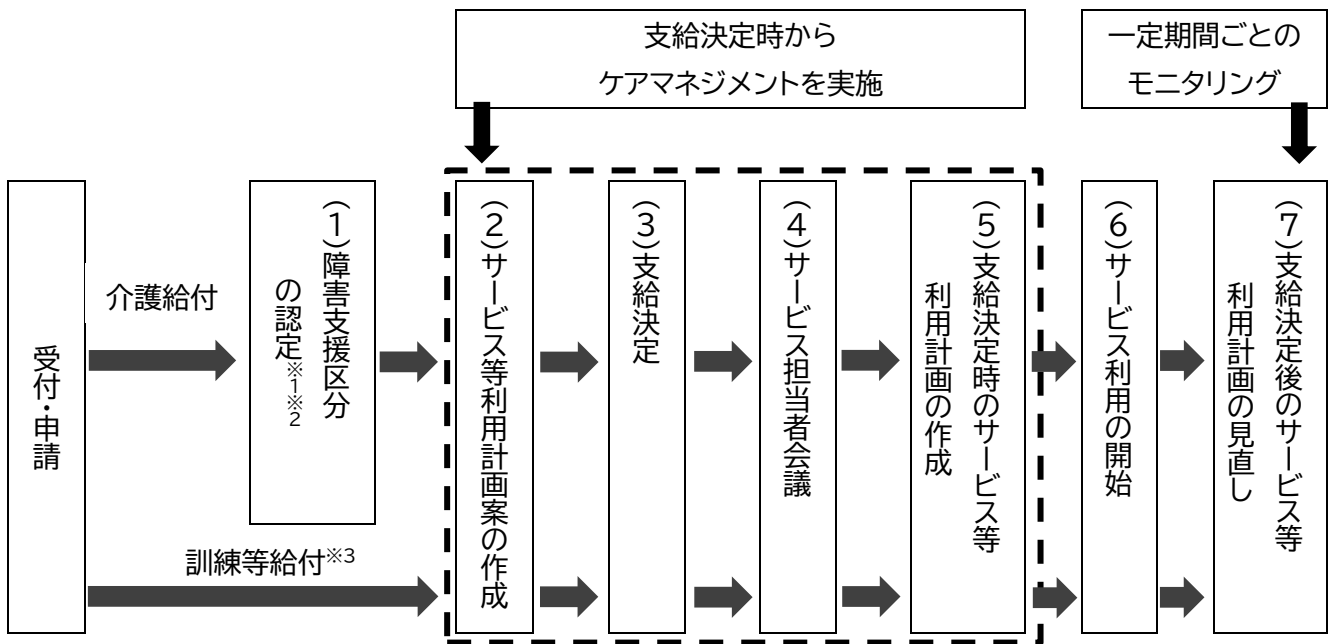 支給決定時から
ケアマネジメントを実施
一定期間ごとの
モニタリング
受付・申請
介護給付
訓練等給付※3
(1)障害支援区分
の認定※1※2
(2)サービス等利用計画案の作成
(3)支給決定
(4)サービス担当者会議
(5)支給決定時のサービス等
利用計画の作成
(6)サービス利用の開始
(7)支給決定後のサービス等
利用計画の見直し